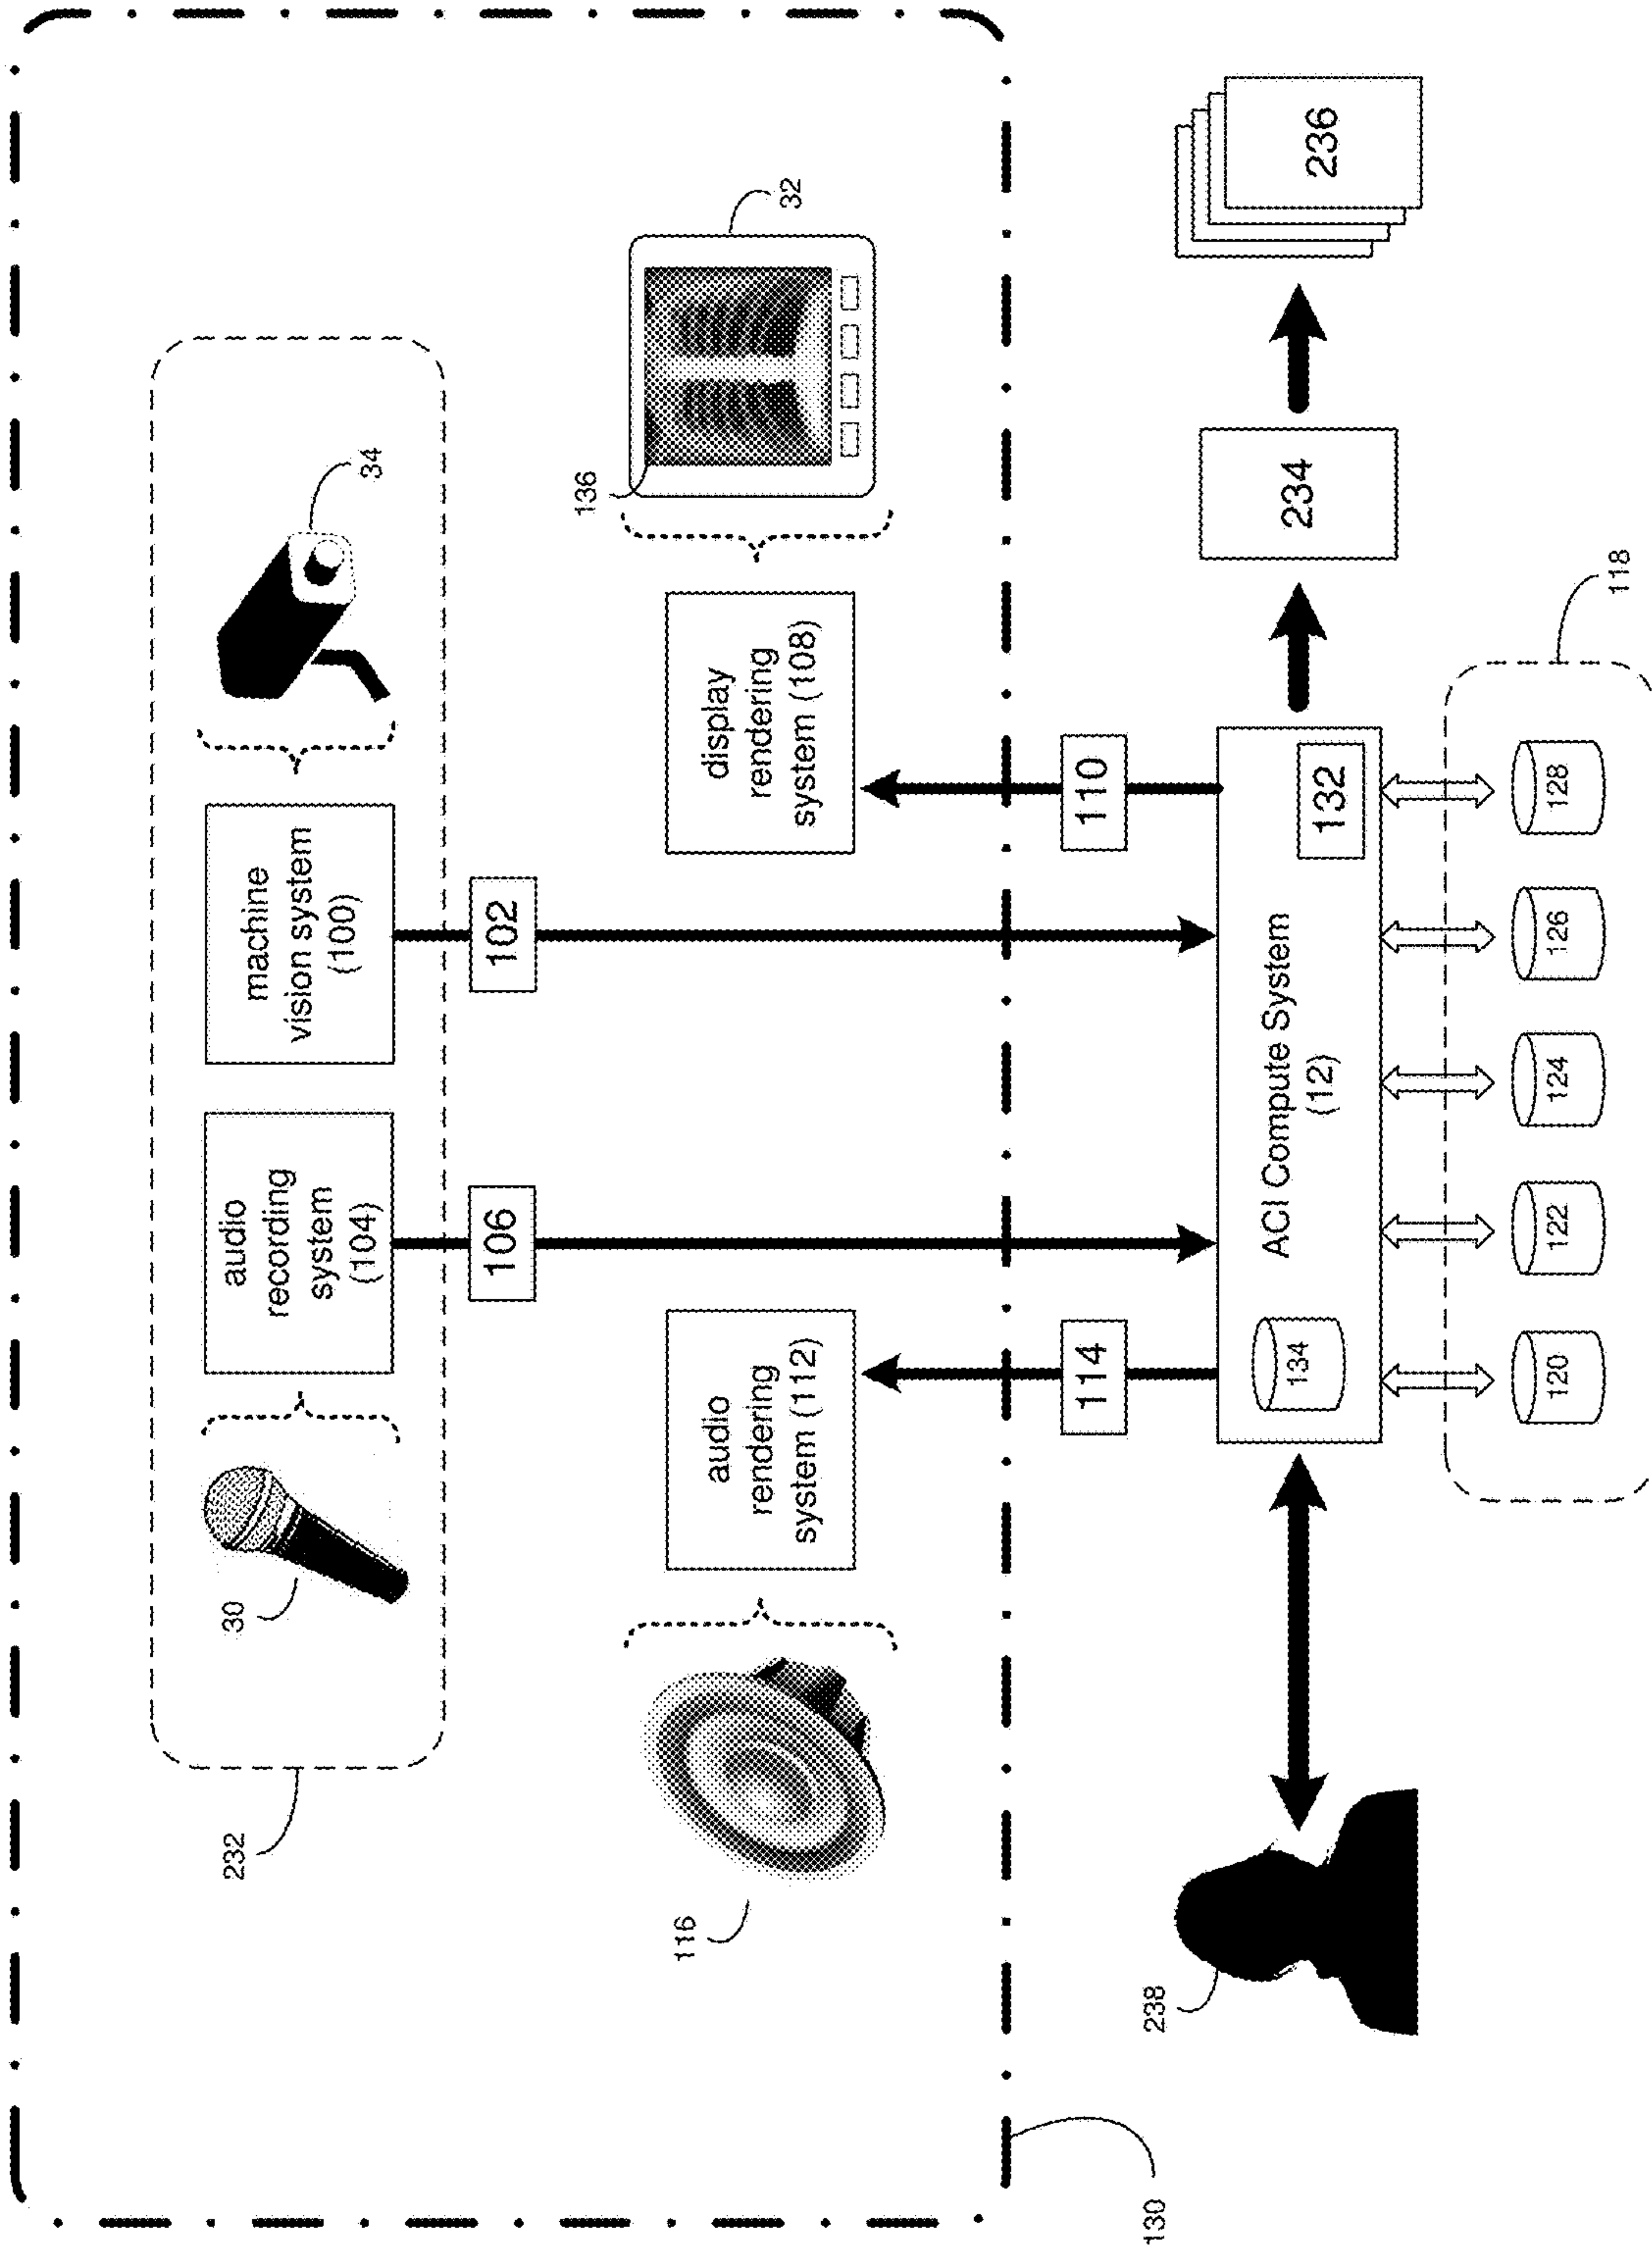 232
30
audio
recording
system
(104)
machine
vision system
(100)
34
106
102
116
audio
rendering
system (112)
display
rendering
system (108)
136
32
114
110
130
238
134
ACI Compute System
(12)
132
234
236
118
120
122
124
126
128